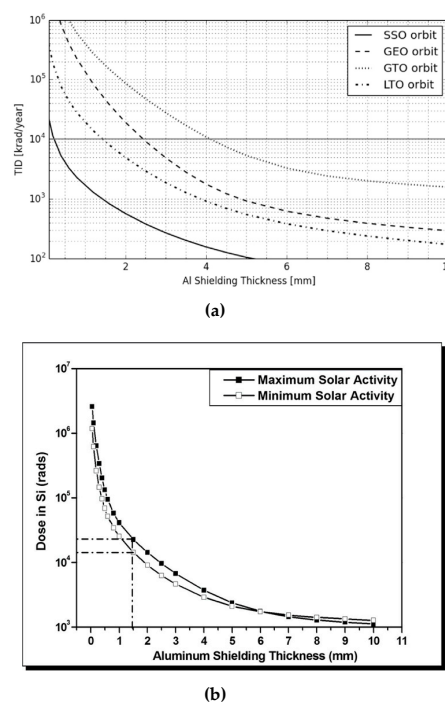 10^6
10^5
10^4
10^3
10^2
TID [krad/year]
SSO orbit
GEO orbit
GTO orbit
LTO orbit
2 4 6 8 10
Al Shielding Thickness [mm]
(a)
10^7
10^6
10^5
10^4
10^3
Dose in Si (rads)
Maximum Solar Activity
Minimum Solar Activity
0 1 2 3 4 5 6 7 8 9 10 11
Aluminum Shielding Thickness (mm)
(b)